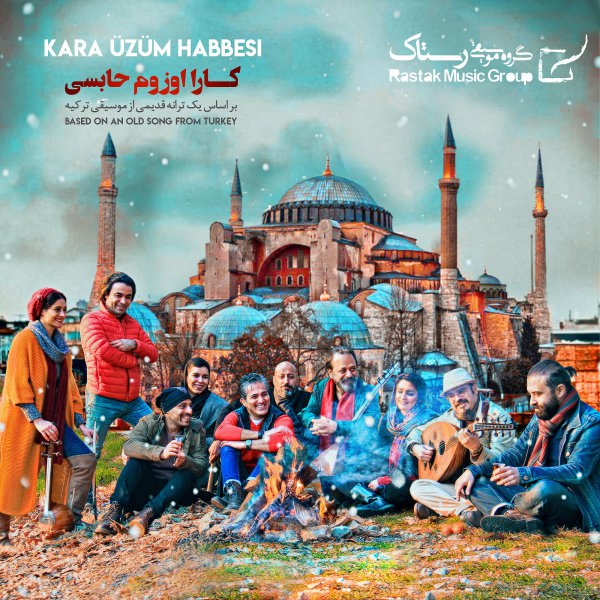 KARA ÜZÜM HABBESI
کارا اوزوم حابسی
بر اساس یک ترانه قدیمی از موسیقی ترکیه
BASED ON AN OLD SONG FROM TURKEY
گروه موسیقی رستاک
Rastak Music Group